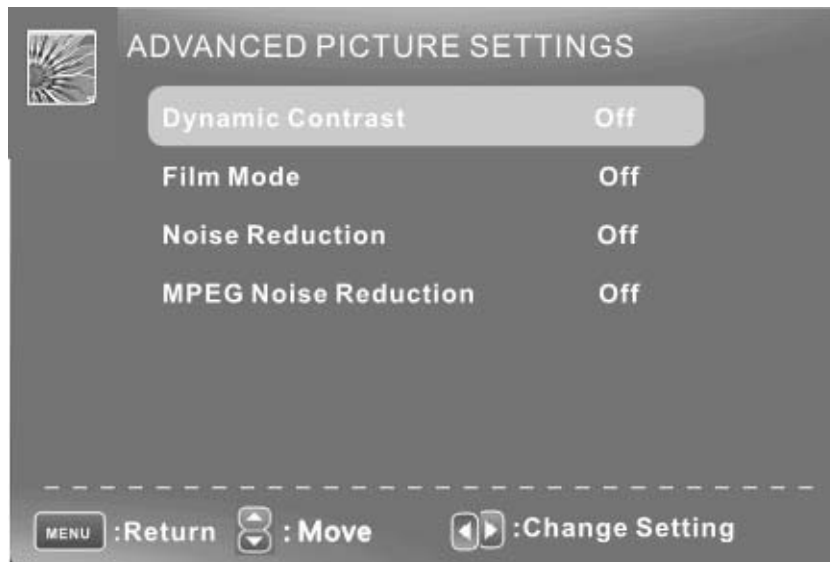 ADVANCED PICTURE SETTINGS
Dynamic Contrast Off
Film Mode Off
Noise Reduction Off
MPEG Noise Reduction Off
MENU :Return : Move :Change Setting